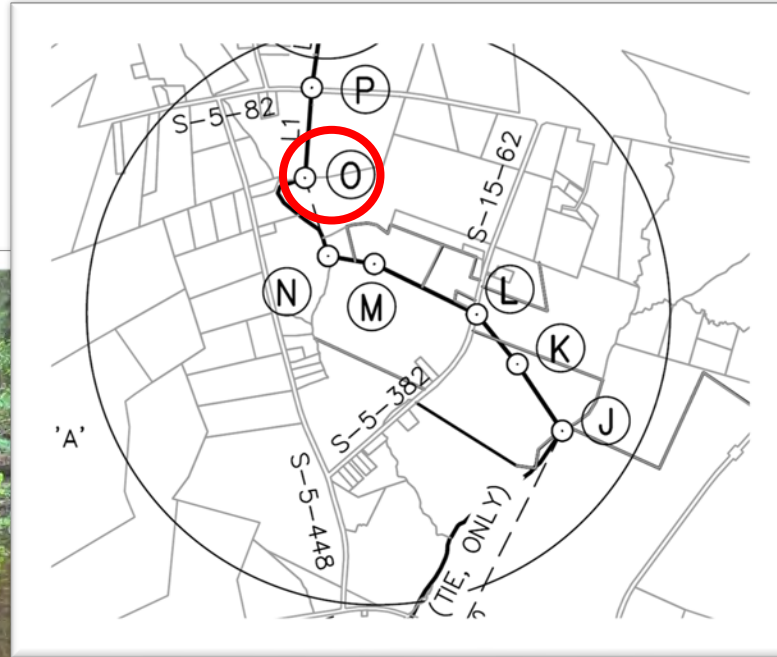 P
S-5-82
L1
S-15-62
O
N
M
L
K
S-5-382
J
'A'
S-5-448
(TIE, ONLY)